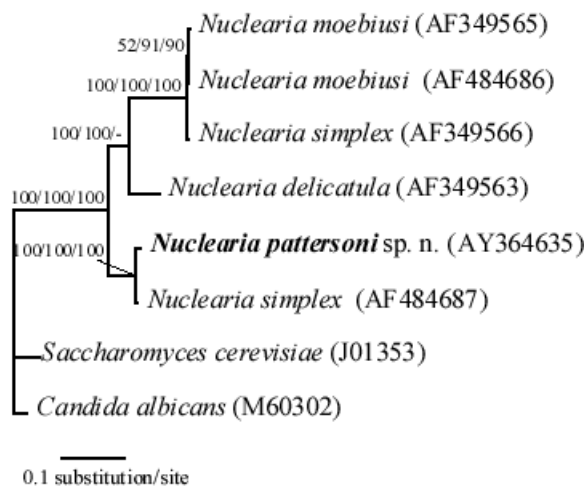 Nuclearia moebiusi (AF349565)
52/91/90
Nuclearia moebiusi (AF484686)
100/100/100
Nuclearia simplex (AF349566)
100/100/-
Nuclearia delicatula (AF349563)
100/100/100
Nuclearia pattersoni sp. n. (AY364635)
100/100/100
Nuclearia simplex (AF484687)
Saccharomyces cerevisiae (J01353)
Candida albicans (M60302)
0.1 substitution/site